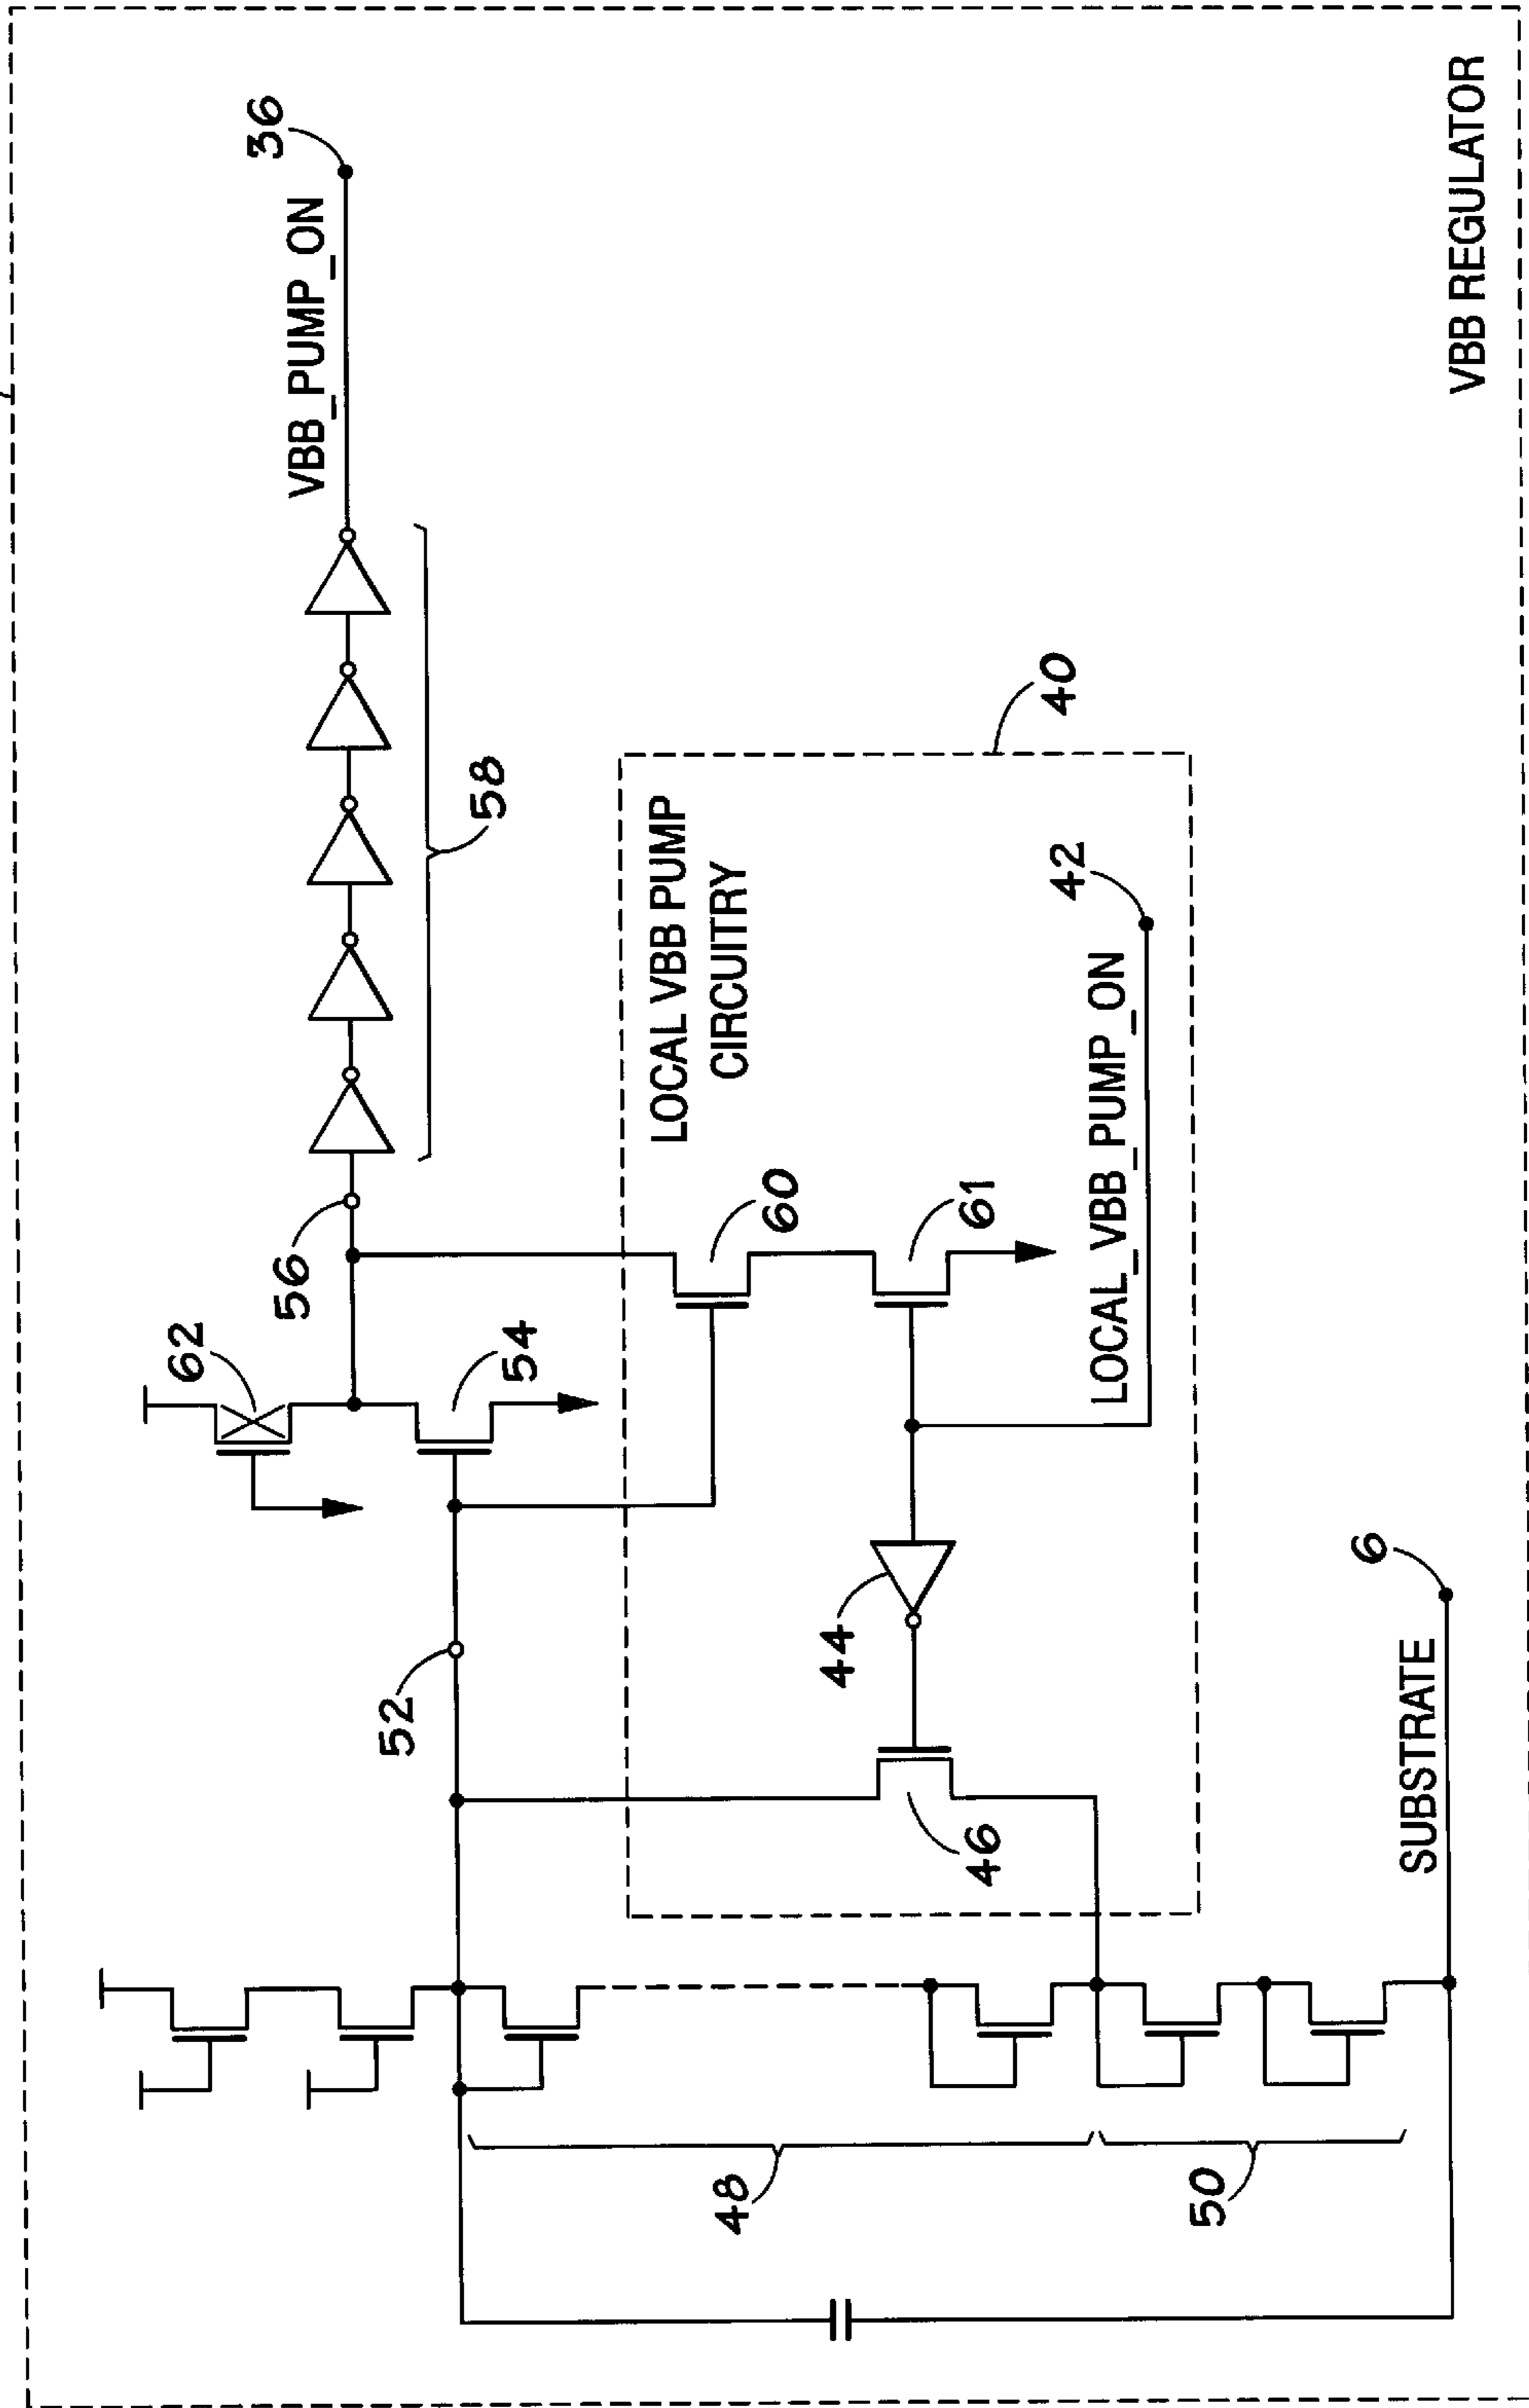 36
VBB_PUMP_ON
62
56
58
54
52
LOCAL VBB PUMP
CIRCUITRY
40
60
61
44
46
42
LOCAL_VBB_PUMP_ON
48
50
6
SUBSTRATE
VBB REGULATOR